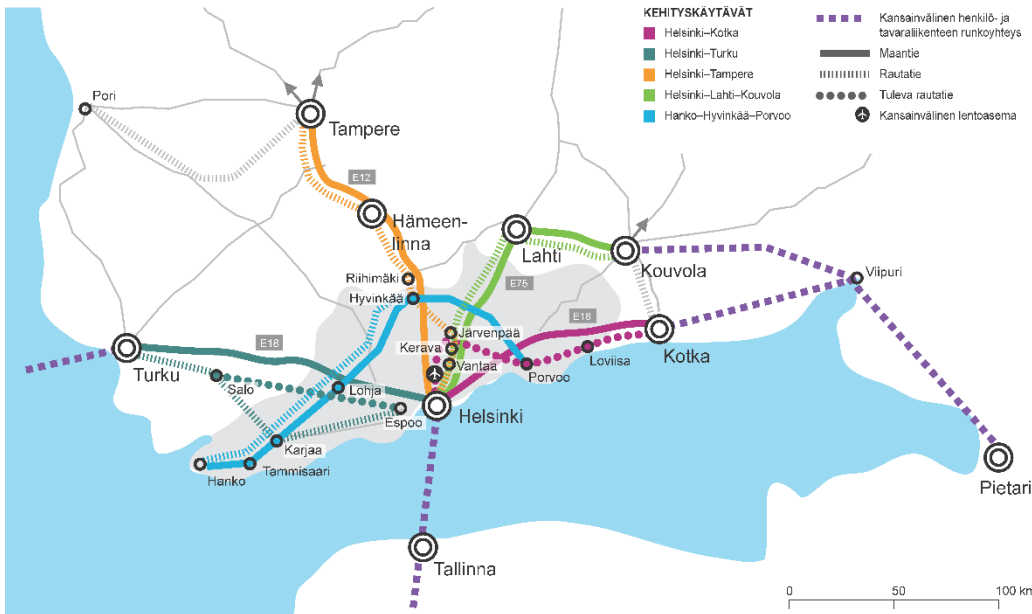 KEHITYSKÄYTÄVÄT
Helsinki–Kotka
Helsinki–Turku
Helsinki–Tampere
Helsinki–Lahti–Kouvola
Hanko–Hyvinkää–Porvoo
Kansainvälinen henkilö- ja
tavaraliikenteen runkoyhteys
Maantie
Rautatie
Tuleva rautatie
Kansainvälinen lentoasema
Pori
Tampere
E12
Hämeen-
linna
Lahti
Kouvola
Riihimäki
Viipuri
E75
Hyvinkää
Järvenpää
E18
Kerava
Loviisa
Kotka
E18
Vantaa
Porvoo
Turku
Salo
Lohja
Helsinki
Espoo
Karjaa
Tammisaari
Hanko
Pietari
Tallinna
0 50 100 km